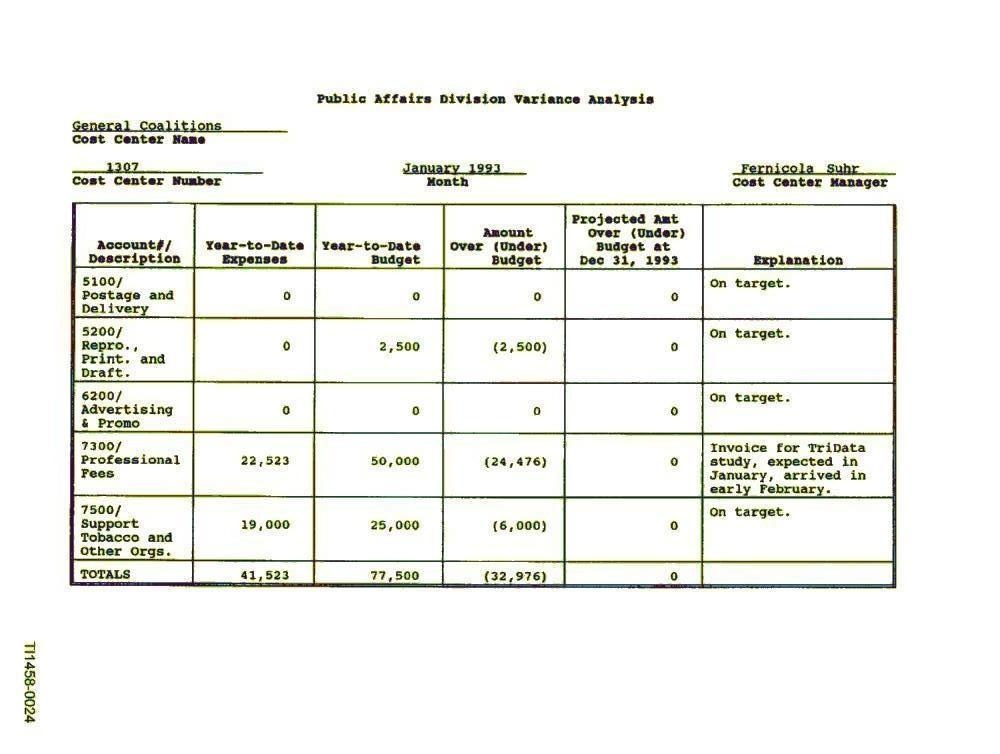 Public Affairs Division Variance Analysis
General Coalitions
Cost Center Name
1307 January 1993 Fernicola Suhr
Cost Center Number Month Cost Center Manager
Account#/ Description Year-to-Date Expenses Year-to-Date Budget Amount Over (Under) Budget Projected Amt Over (Under) Budget at Dec 31, 1993 Explanation
5100/ Postage and Delivery 0 0 0 0 On target.
5200/ Repro., Print. and Draft. 0 2,500 (2,500) 0 On target.
6200/ Advertising & Promo 0 0 0 0 On target.
7300/ Professional Fees 22,523 50,000 (24,476) 0 Invoice for TriData study, expected in January, arrived in early February.
7500/ Support Tobacco and Other Orgs. 19,000 25,000 (6,000) 0 On target.
TOTALS 41,523 77,500 (32,976) 0
TI1458-0024